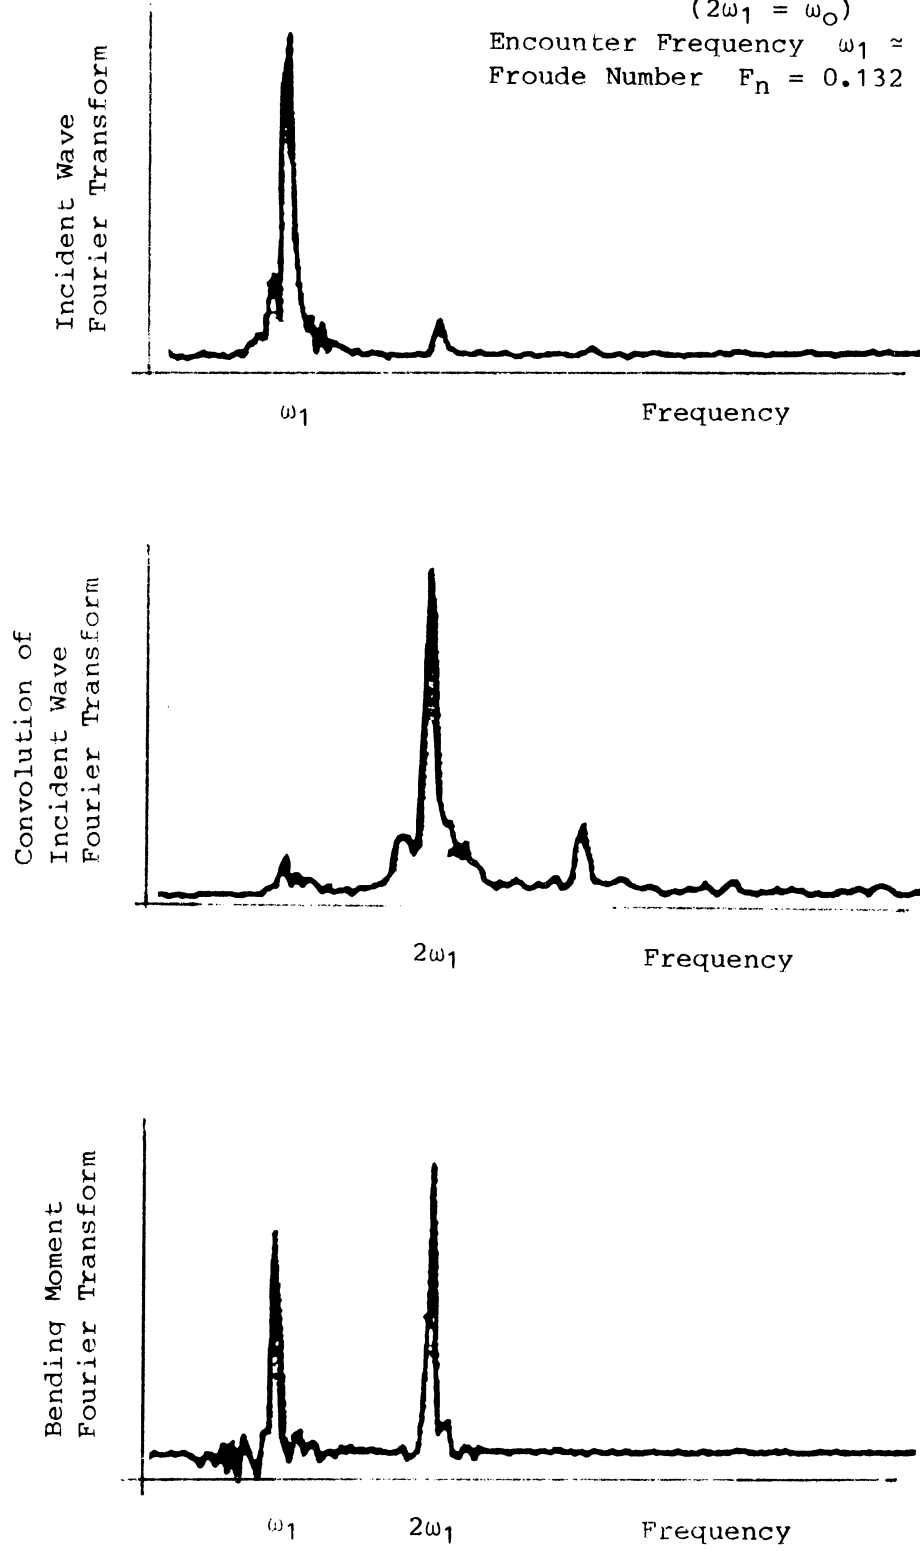 (2ω1 = ωo)
Encounter Frequency ω1 ≃
Froude Number Fn = 0.132
Incident Wave
Fourier Transform
ω1
Frequency
Convolution of
Incident Wave
Fourier Transform
2ω1
Frequency
Bending Moment
Fourier Transform
ω1
2ω1
Frequency